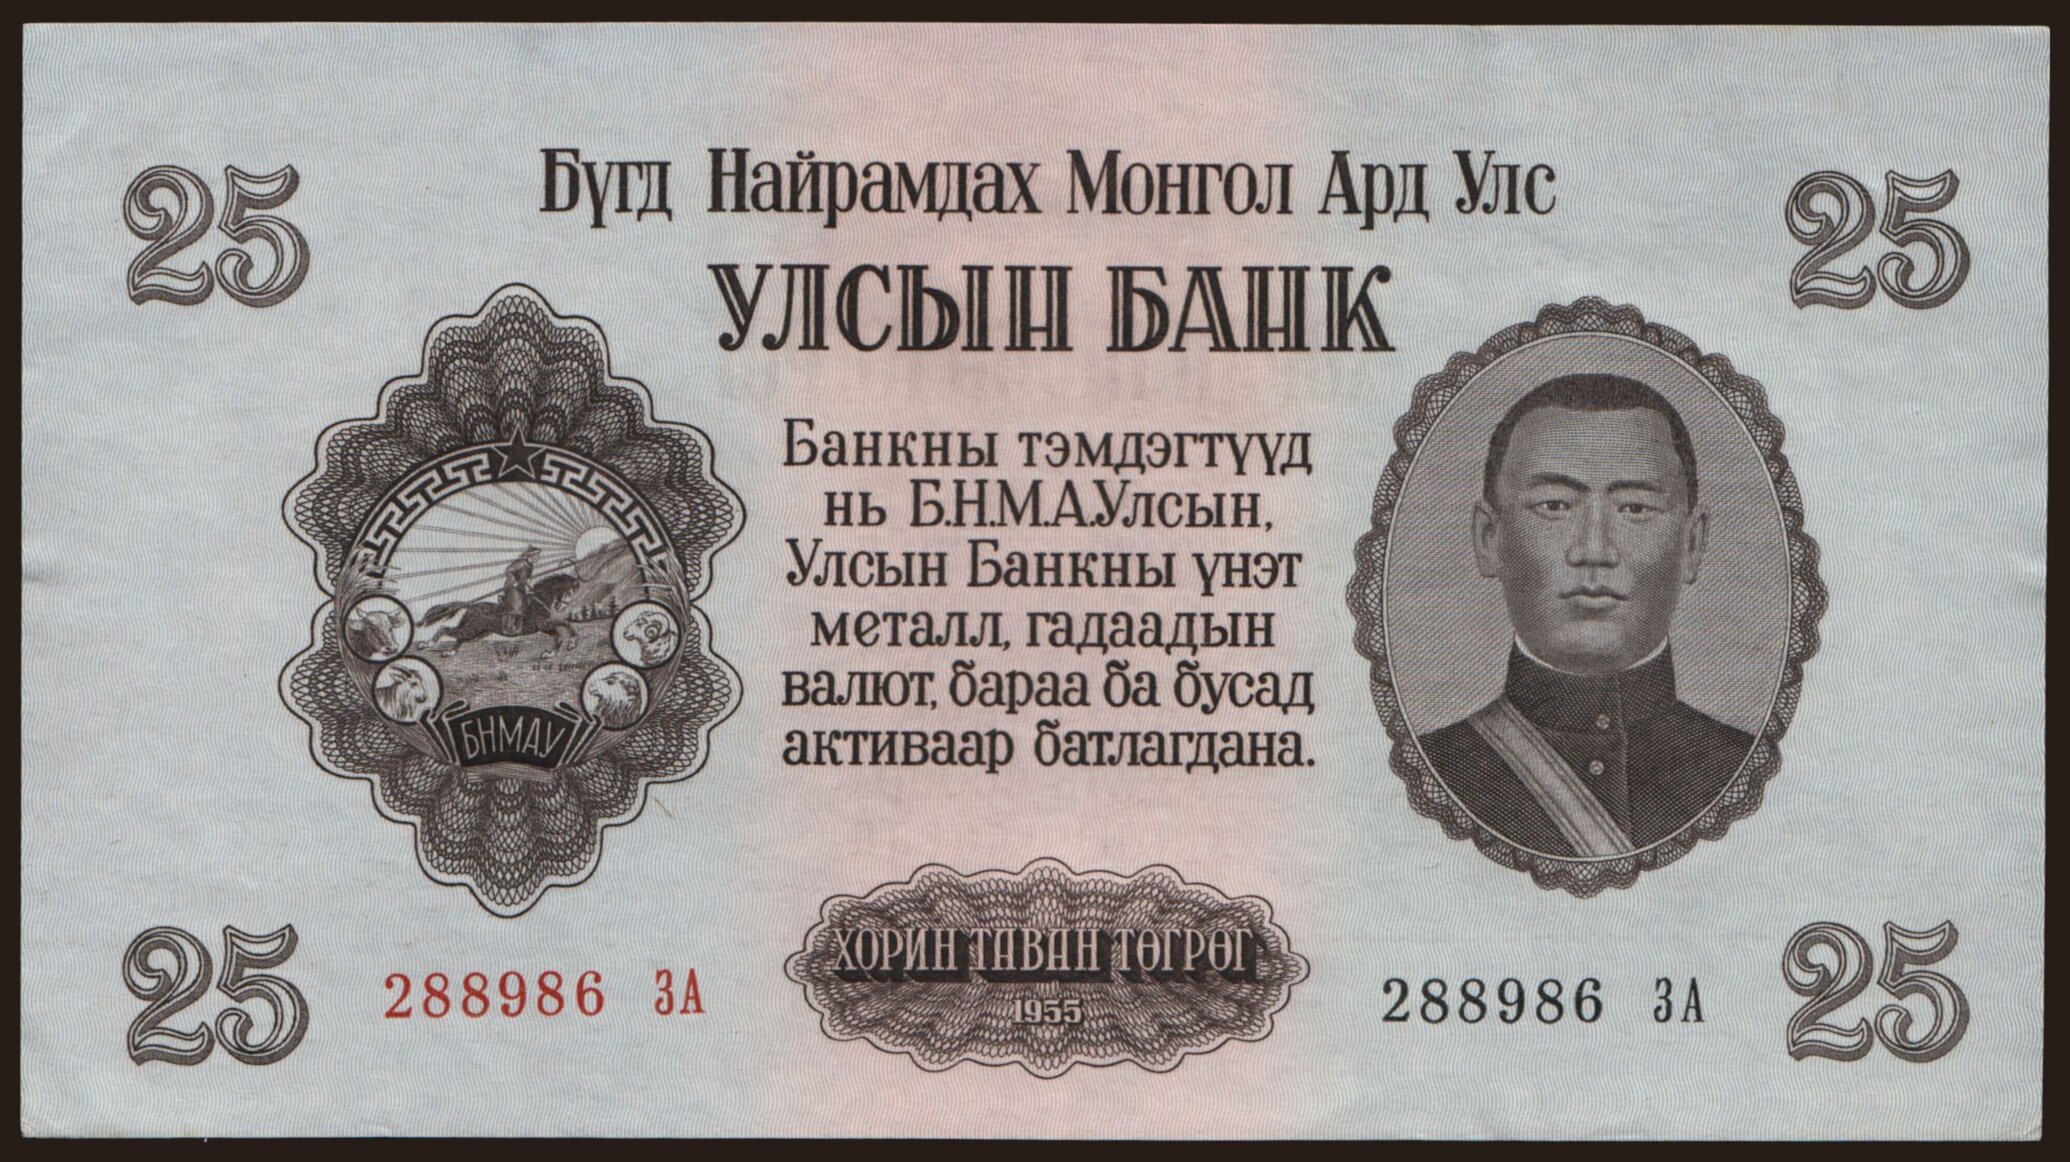 25
Бүгд Найрамдах Монгол Ард Улс
25
УЛСЫН БАНК
Банкны тэмдэгтүүд
нь Б.Н.М.А.Улсын,
Улсын Банкны үнэт
металл, гадаадын
валют, бараа ба бусад
активаар батлагдана.
БНМАУ
25
288986 ЗА
ХОРИН ТАВАН ТӨГРӨГ
1955
288986 ЗА
25